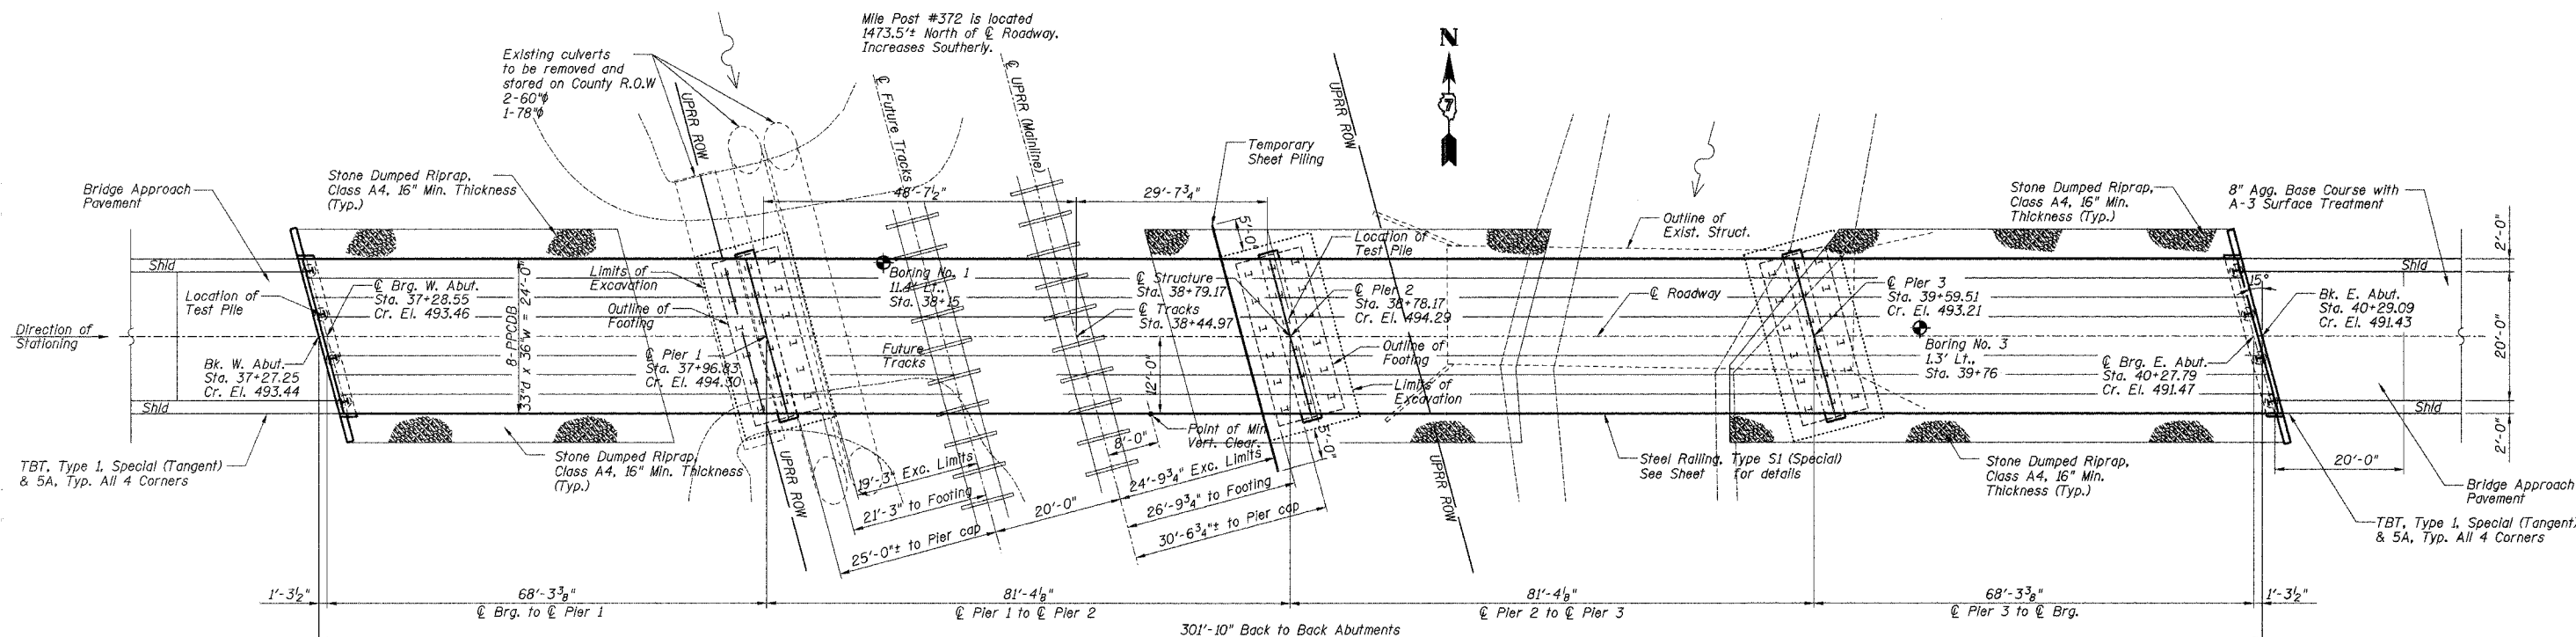 Mile Post #372 is located
1473.5'± North of ℄ Roadway.
Increases Southerly.
Existing culverts
to be removed and
stored on County R.O.W
2-60"φ
1-78"φ
UPRR ROW
℄ Future Tracks
℄ UPRR (Mainline)
N
7
UPRR ROW
Temporary
Sheet Piling
Bridge Approach
Pavement
Stone Dumped Riprap,
Class A4, 16" Min. Thickness
(Typ.)
48'-7½"
29'-7¾"
Stone Dumped Riprap,
Class A4, 16" Min.
Thickness (Typ.)
8" Agg. Base Course with
A-3 Surface Treatment
5'-0"
Outline of
Exist. Struct.
Location of
Test Pile
2'-0"
Shld
Shld
Limits of
Excavation
Boring No. 1
11.4' Lt.,
Sta. 38+15
℄ Structure
Sta. 38+79.17
℄ Tracks
Sta. 38+44.97
℄ Pier 2
Sta. 38+78.17
Cr. El. 494.29
℄ Roadway
℄ Pier 3
Sta. 39+59.51
Cr. El. 493.21
15°
Bk. E. Abut.
Sta. 40+29.09
Cr. El. 491.43
Location of
Test Pile
℄ Brg. W. Abut.
Sta. 37+28.55
Cr. El. 493.46
Outline of
Footing
8-PPCDB
33"d x 36"W = 24'-0"
Direction of
Stationing
Bk. W. Abut.
Sta. 37+27.25
Cr. El. 493.44
℄ Pier 1
Sta. 37+96.83
Cr. El. 494.30
Future
Tracks
12'-0"
Outline of
Footing
Boring No. 3
1.3' Lt.,
Sta. 39+76
℄ Brg. E. Abut.
Sta. 40+27.79
Cr. El. 491.47
20'-0"
Limits of
Excavation
Shld
Shld
2'-0"
Point of Min.
Vert. Clear.
8'-0"
5'-0"
TBT, Type 1, Special (Tangent)
& 5A, Typ. All 4 Corners
Stone Dumped Riprap,
Class A4, 16" Min. Thickness
(Typ.)
UPRR ROW
19'-3" Exc. Limits
21'-3" to Footing
25'-0"± to Pier cap
20'-0"
24'-9¾" Exc. Limits
26'-9¾" to Footing
30'-6¾"± to Pier cap
UPRR ROW
Steel Railing, Type S1 (Special)
See Sheet for details
Stone Dumped Riprap,
Class A4, 16" Min.
Thickness (Typ.)
20'-0"
Bridge Approach
Pavement
TBT, Type 1, Special (Tangent)
& 5A, Typ. All 4 Corners
1'-3½"
68'-3⅜"
℄ Brg. to ℄ Pier 1
81'-4⅛"
℄ Pier 1 to ℄ Pier 2
81'-4⅛"
℄ Pier 2 to ℄ Pier 3
68'-3⅜"
℄ Pier 3 to ℄ Brg.
1'-3½"
301'-10" Back to Back Abutments